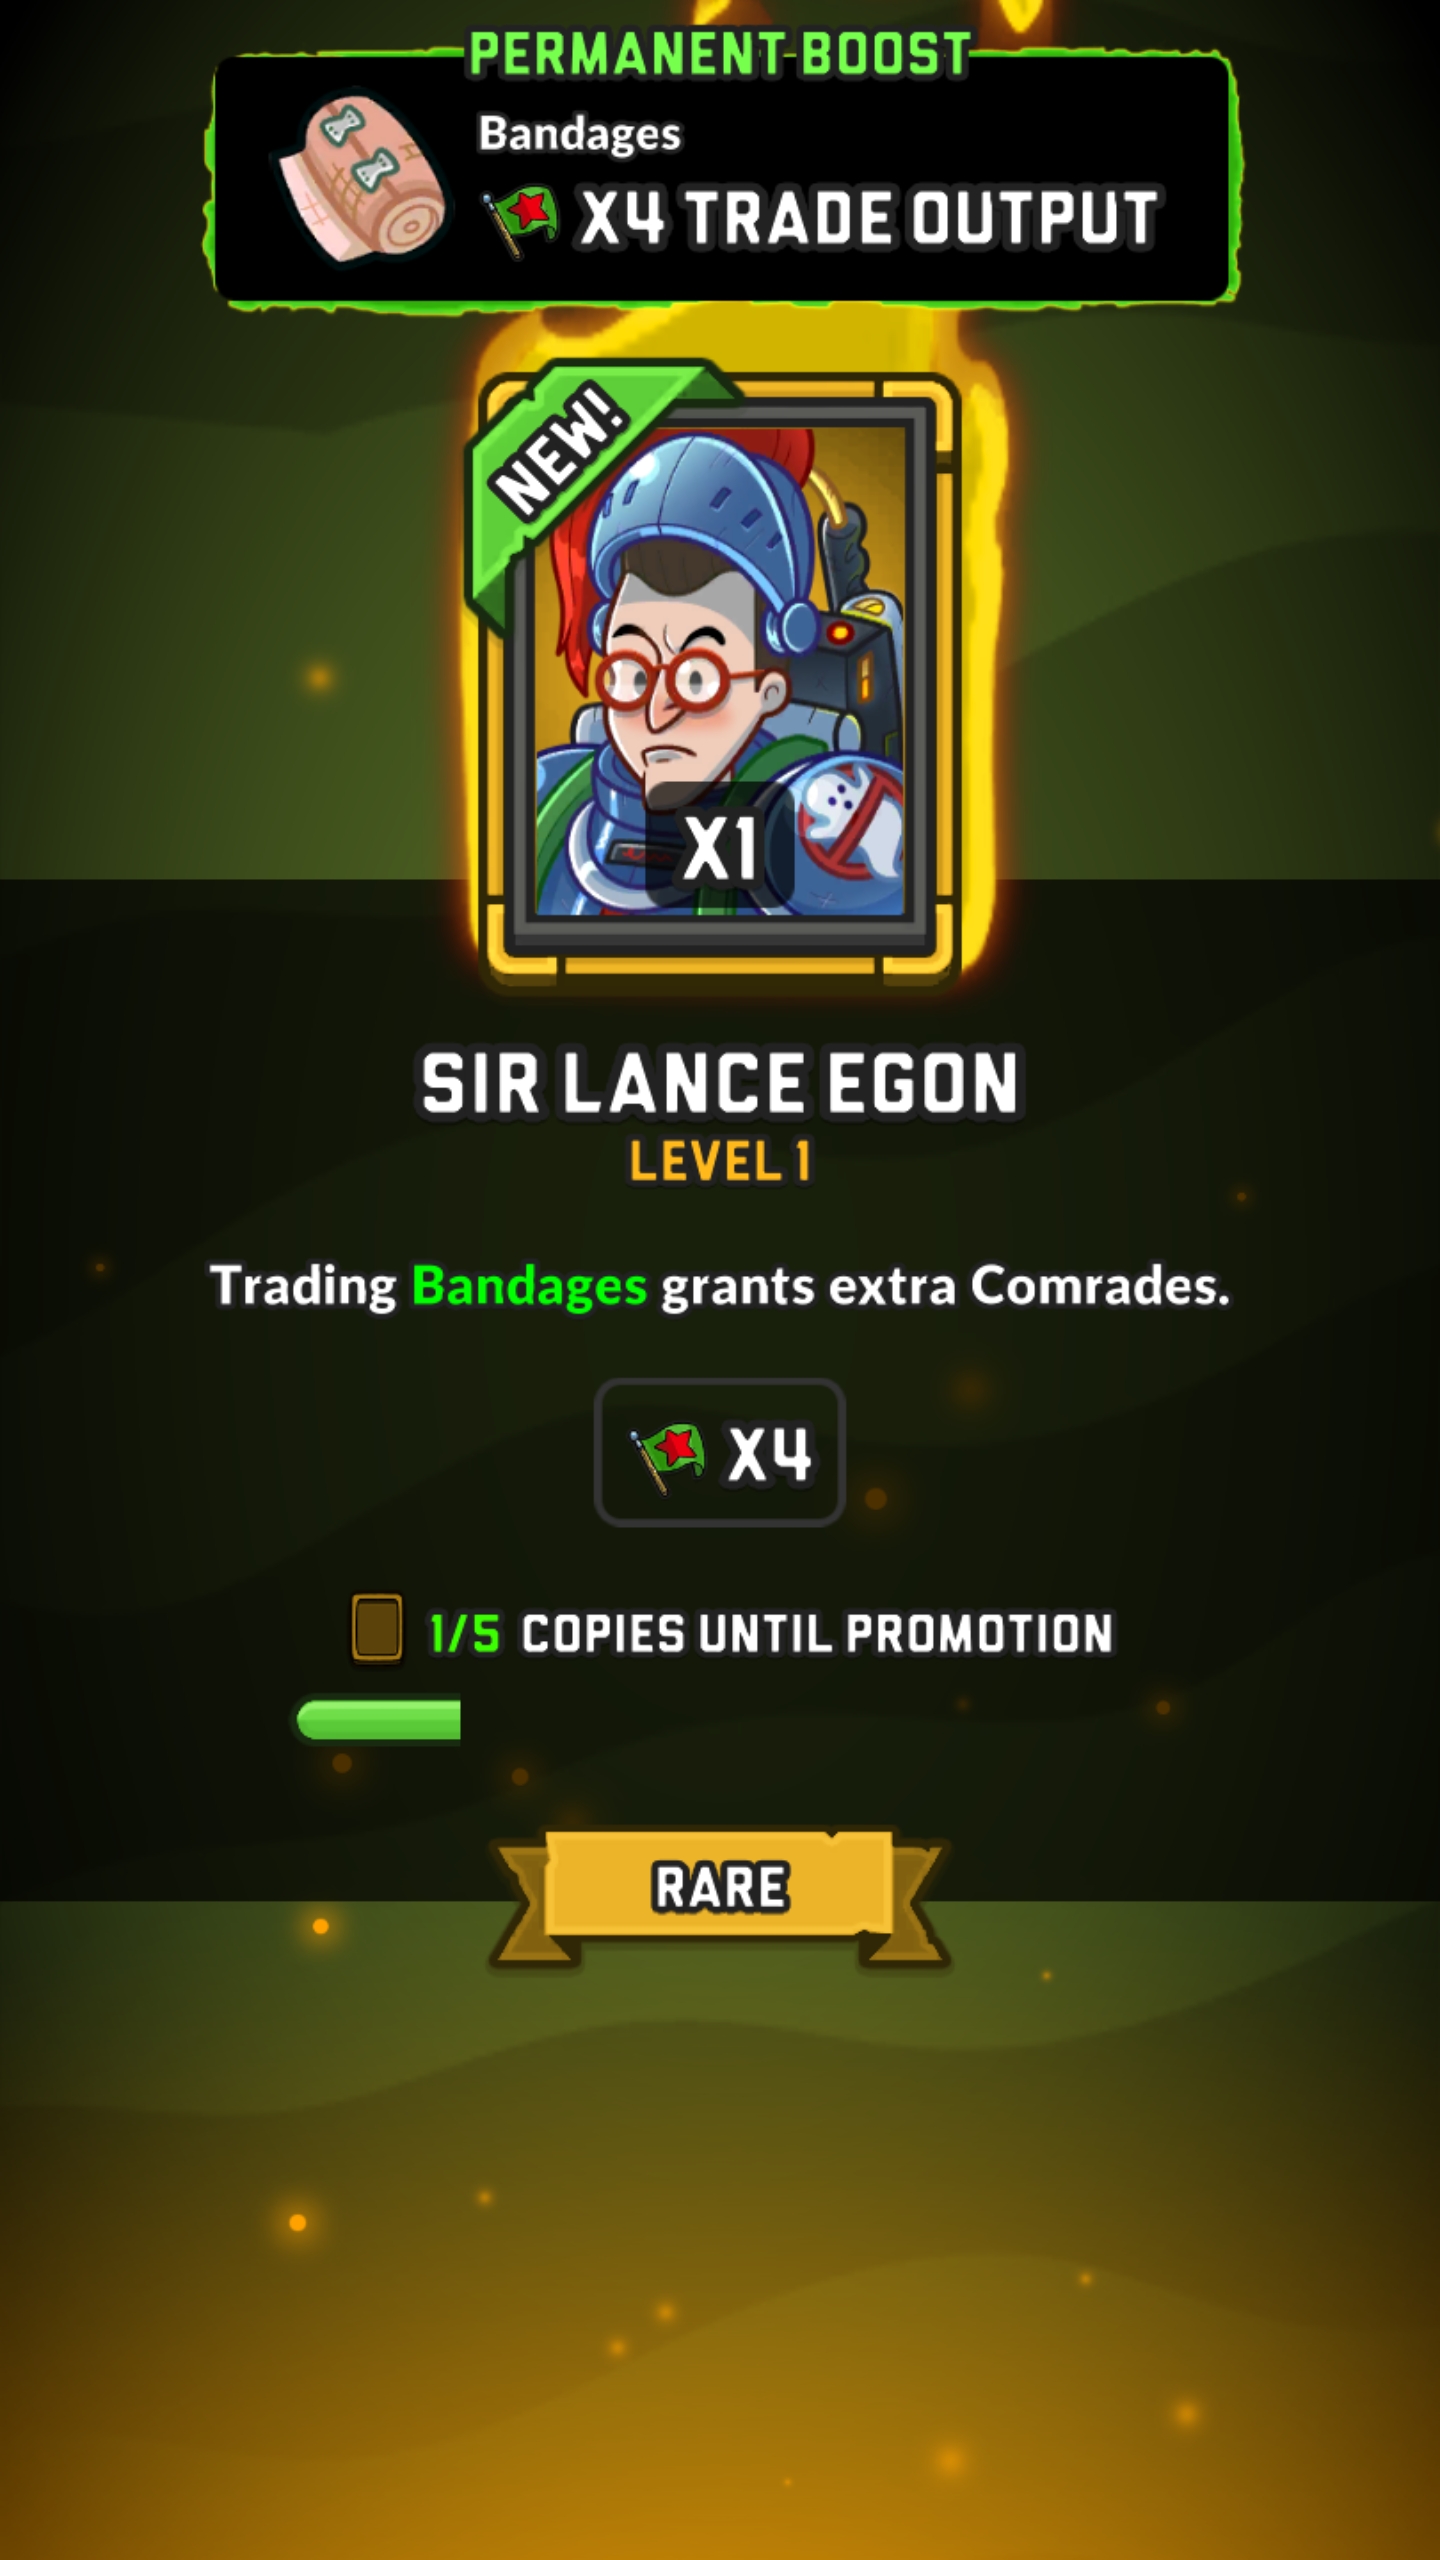 PERMANENT BOOST
Bandages
X4 TRADE OUTPUT
NEW!
X1
SIR LANCE EGON
LEVEL 1
Trading Bandages grants extra Comrades.
X4
1/5 COPIES UNTIL PROMOTION
RARE